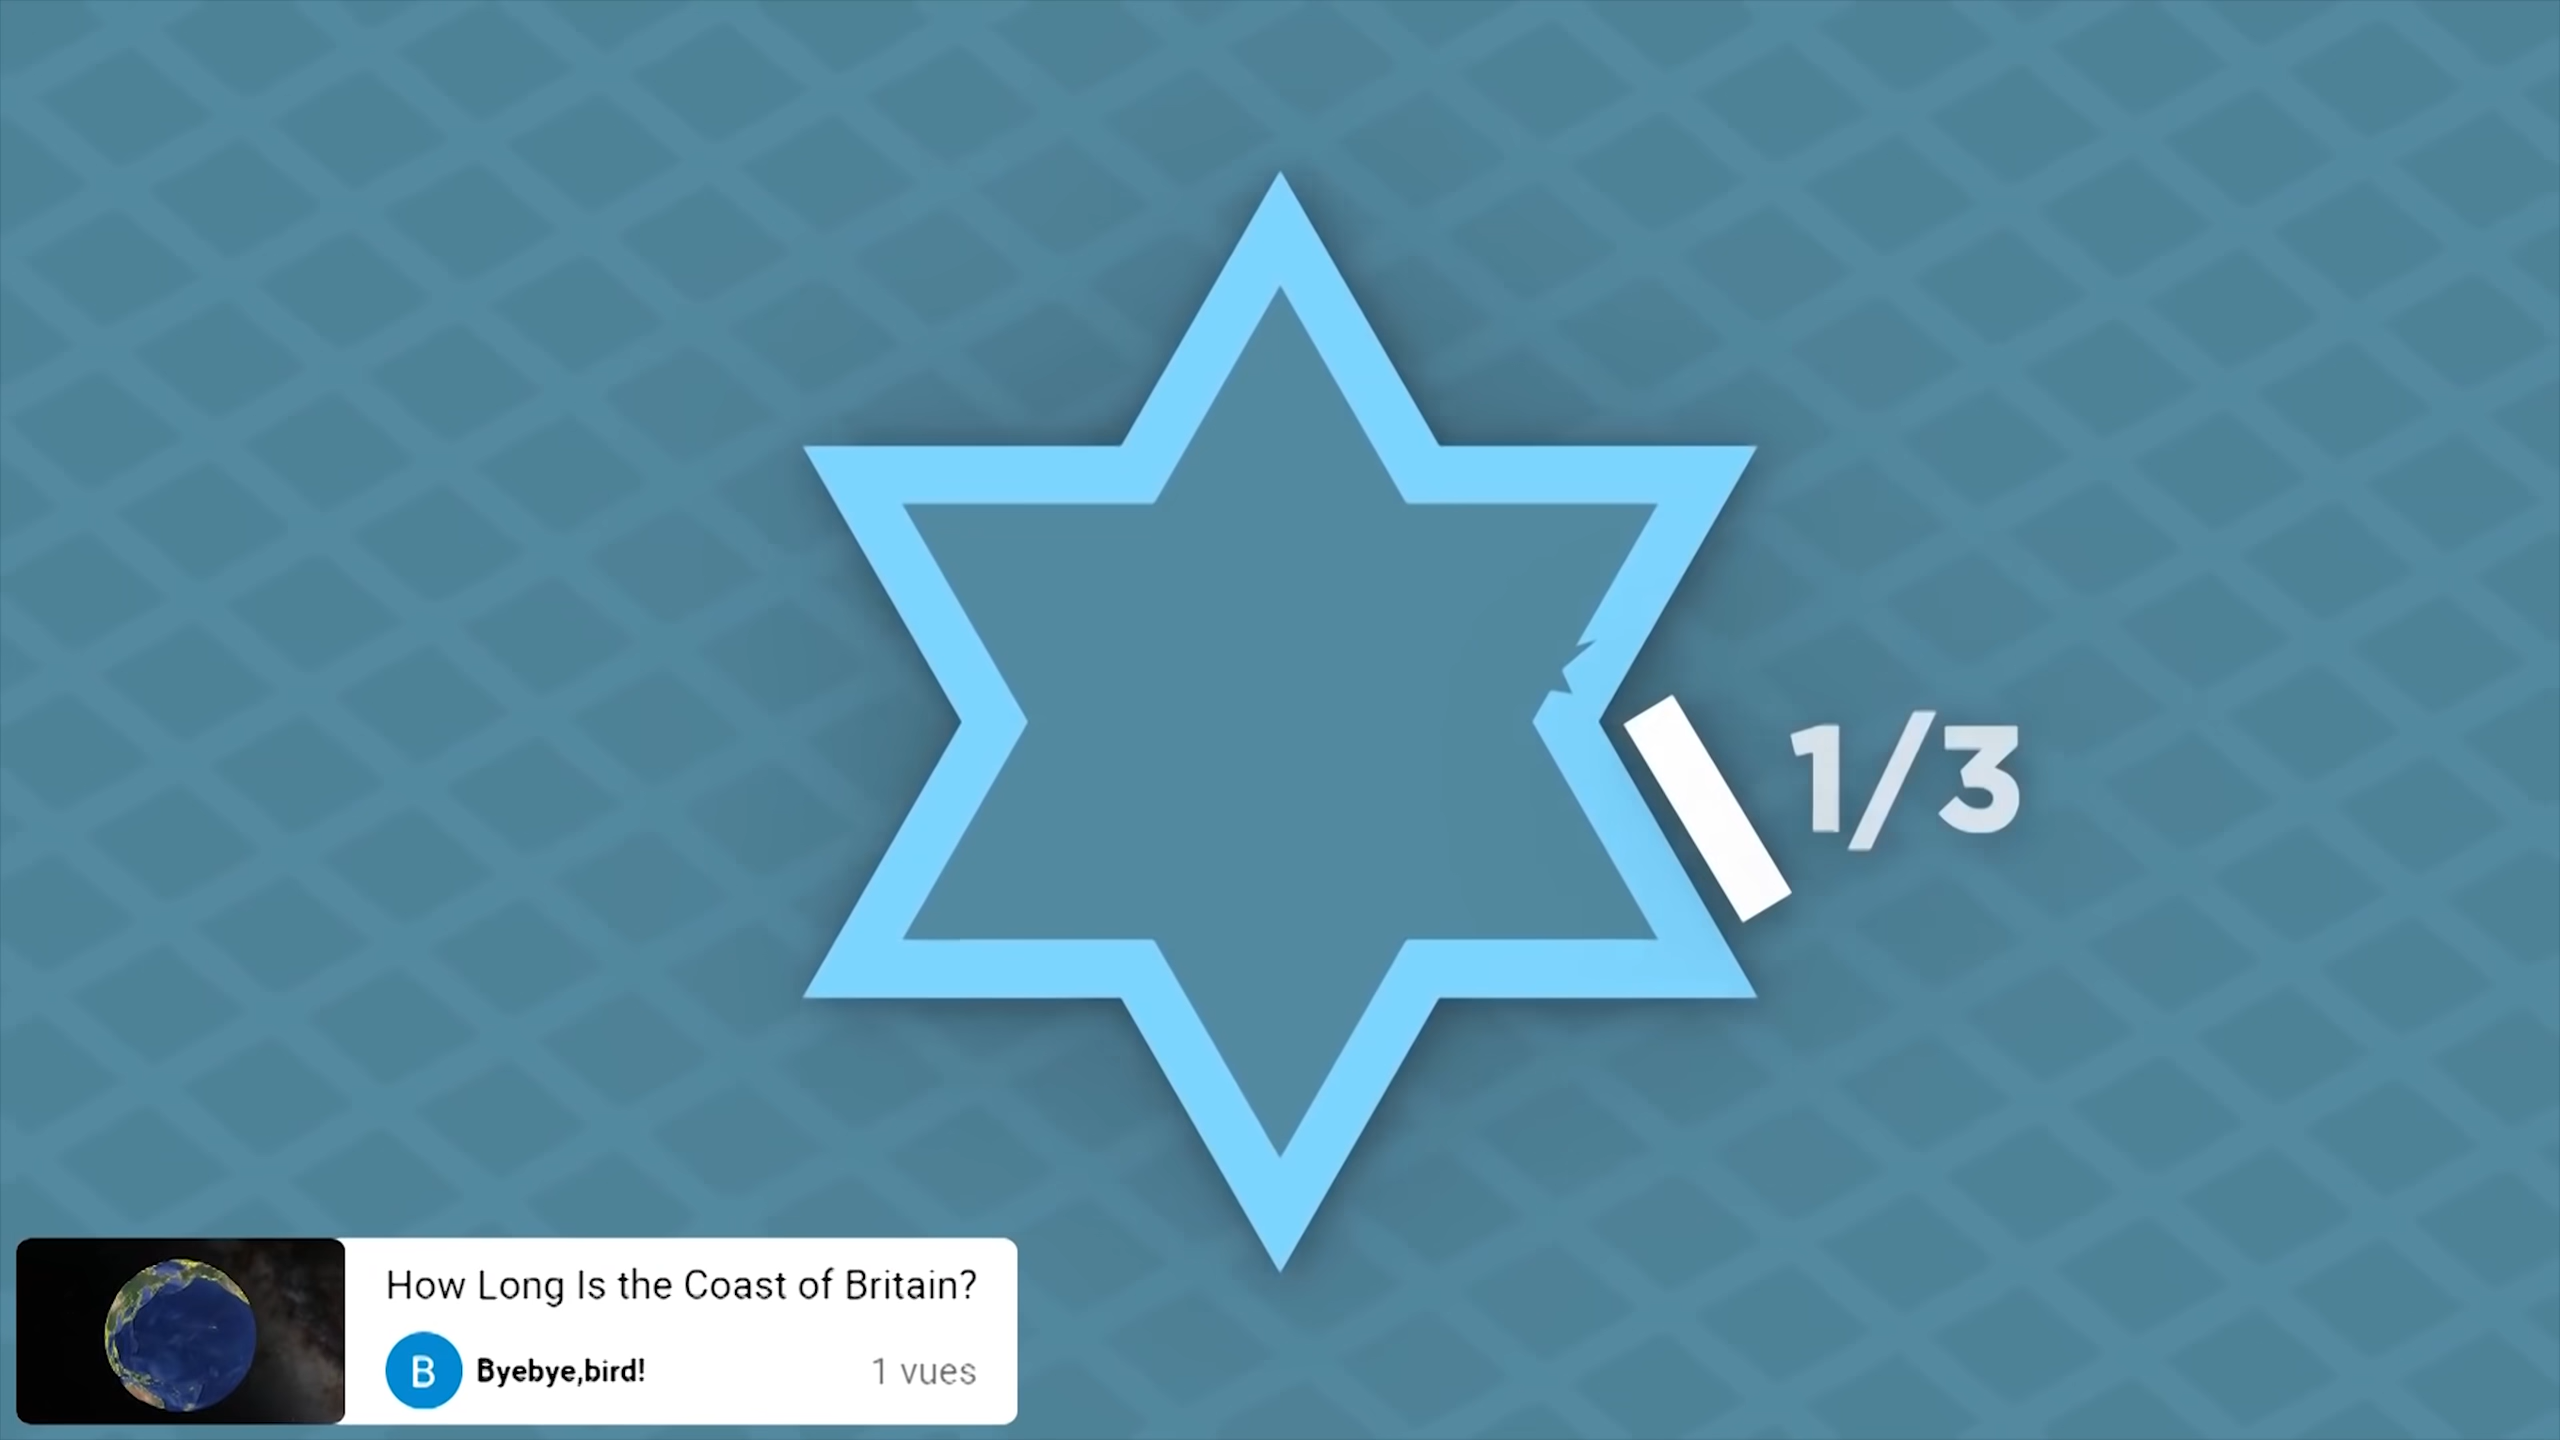 1/3
How Long Is the Coast of Britain?
B
Byebye,bird!
1 vues